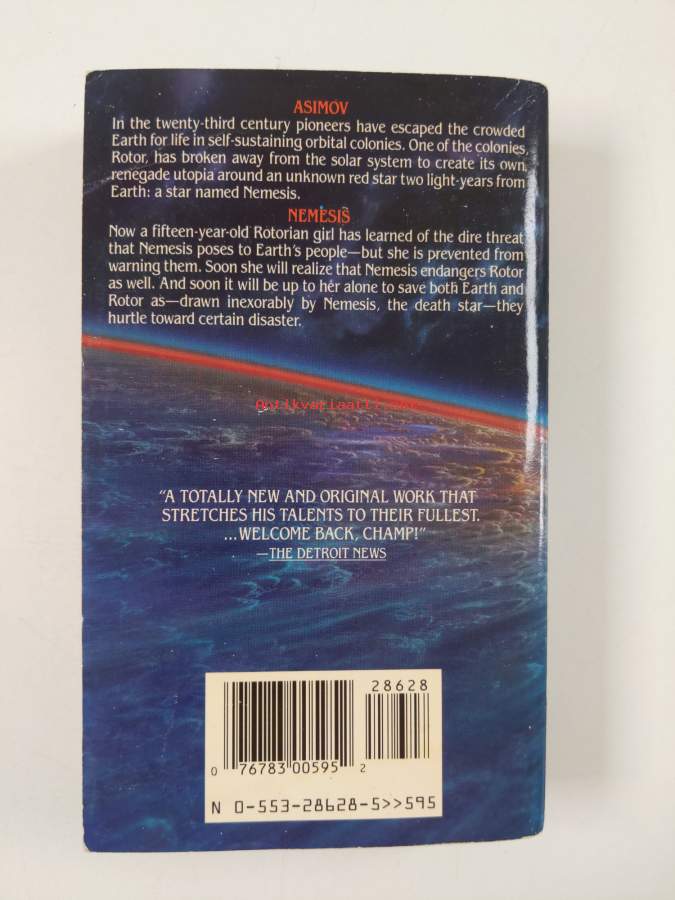 ASIMOV
In the twenty-third century pioneers have escaped the crowded
Earth for life in self-sustaining orbital colonies. One of the colonies,
Rotor, has broken away from the solar system to create its own
renegade utopia around an unknown red star two light-years from
Earth: a star named Nemesis.
NEMESIS
Now a fifteen-year-old Rotorian girl has learned of the dire threat
that Nemesis poses to Earth's people—but she is prevented from
warning them. Soon she will realize that Nemesis endangers Rotor
as well. And soon it will be up to her alone to save both Earth and
Rotor as—drawn inexorably by Nemesis, the death star—they
hurtle toward certain disaster.
"A TOTALLY NEW AND ORIGINAL WORK THAT
STRETCHES HIS TALENTS TO THEIR FULLEST.
...WELCOME BACK, CHAMP!"
—THE DETROIT NEWS
28628
0 76783 00595 2
N 0-553-28628-5>>595